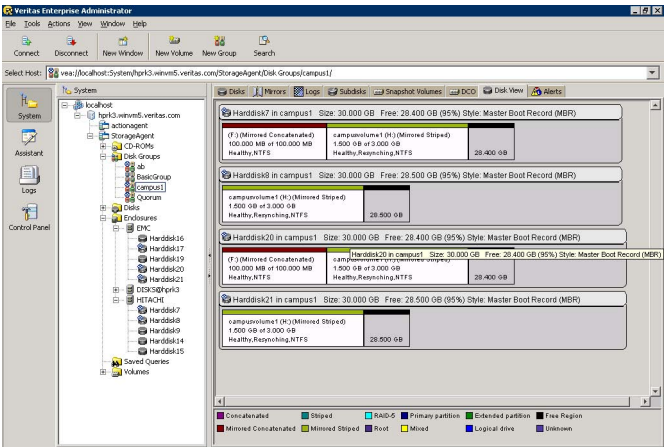 Veritas Enterprise Administrator
File Tools Actions View Window Help
Connect Disconnect New Window New Volume New Group Search
Select Host: vea://localhost:System/hprk3.winvm5.veritas.com/StorageAgent/Disk Groups/campus1/
System
Assistant
Logs
Control Panel
System
localhost
hprk3.winvm5.veritas.com
actionagent
StorageAgent
CD-ROMs
Disk Groups
ab
BasicGroup
campus1
Quorum
Disks
Enclosures
EMC
Harddisk16
Harddisk17
Harddisk19
Harddisk20
Harddisk21
DISKS@hprk3
HITACHI
Harddisk7
Harddisk8
Harddisk9
Harddisk14
Harddisk15
Saved Queries
Volumes
Disks Mirrors Logs Subdisks Snapshot Volumes DCO Disk View Alerts
Harddisk7 in campus1 Size: 30.000 GB Free: 28.400 GB (95%) Style: Master Boot Record (MBR)
(F:) (Mirrored Concatenated) campusvolume1 (H:) (Mirrored Striped)
100.000 MB of 100.000 MB 1.500 GB of 3.000 GB
Healthy,NTFS Healthy,Resynching,NTFS 28.400 GB
Harddisk8 in campus1 Size: 30.000 GB Free: 28.500 GB (95%) Style: Master Boot Record (MBR)
campusvolume1 (H:) (Mirrored Striped)
1.500 GB of 3.000 GB
Healthy,Resynching,NTFS 28.500 GB
Harddisk20 in campus1 Size: 30.000 GB Free: 28.400 GB (95%) Style: Master Boot Record (MBR)
Harddisk20 in campus1 Size: 30.000 GB Free: 28.400 GB (95%) Style: Master Boot Record (MBR)
(F:) (Mirrored Concatenated)
100.000 MB of 100.000 MB 1.500 GB of 3.000 GB
Healthy,NTFS Healthy,Resynching,NTFS 28.400 GB
Harddisk21 in campus1 Size: 30.000 GB Free: 28.500 GB (95%) Style: Master Boot Record (MBR)
campusvolume1 (H:) (Mirrored Striped)
1.500 GB of 3.000 GB
Healthy,Resynching,NTFS 28.500 GB
Concatenated Striped RAID-5 Primary partition Extended partition Free Region
Mirrored Concatenated Mirrored Striped Root Mixed Logical drive Unknown